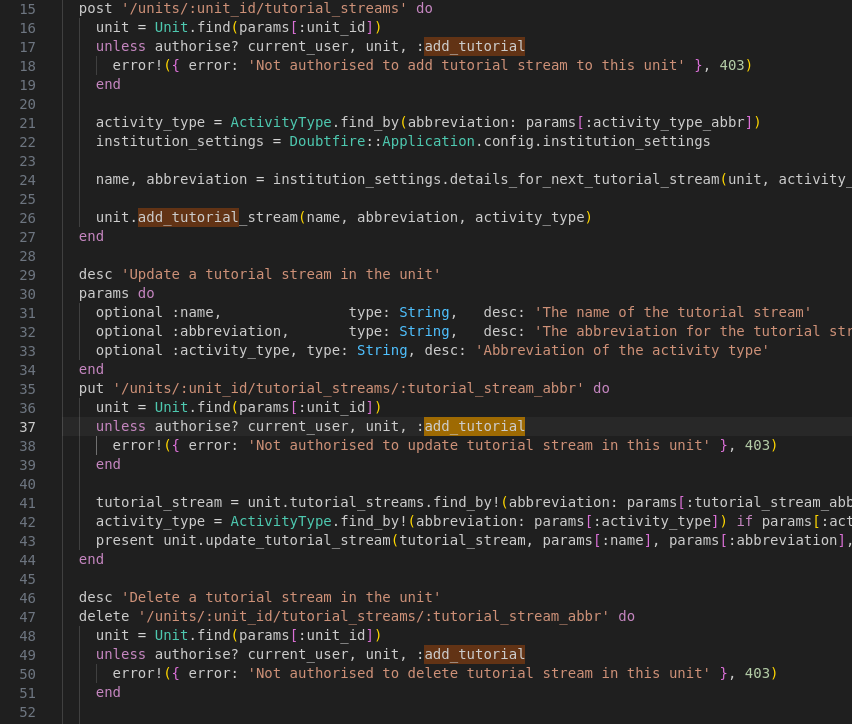 15 post '/units/:unit_id/tutorial_streams' do
16 unit = Unit.find(params[:unit_id])
17 unless authorise? current_user, unit, :add_tutorial
18 error!({ error: 'Not authorised to add tutorial stream to this unit' }, 403)
19 end
20
21 activity_type = ActivityType.find_by(abbreviation: params[:activity_type_abbr])
22 institution_settings = Doubtfire::Application.config.institution_settings
23
24 name, abbreviation = institution_settings.details_for_next_tutorial_stream(unit, activity_
25
26 unit.add_tutorial_stream(name, abbreviation, activity_type)
27 end
28
29 desc 'Update a tutorial stream in the unit'
30 params do
31 optional :name, type: String, desc: 'The name of the tutorial stream'
32 optional :abbreviation, type: String, desc: 'The abbreviation for the tutorial str
33 optional :activity_type, type: String, desc: 'Abbreviation of the activity type'
34 end
35 put '/units/:unit_id/tutorial_streams/:tutorial_stream_abbr' do
36 unit = Unit.find(params[:unit_id])
37 unless authorise? current_user, unit, :add_tutorial
38 error!({ error: 'Not authorised to update tutorial stream in this unit' }, 403)
39 end
40
41 tutorial_stream = unit.tutorial_streams.find_by!(abbreviation: params[:tutorial_stream_abb
42 activity_type = ActivityType.find_by!(abbreviation: params[:activity_type]) if params[:act
43 present unit.update_tutorial_stream(tutorial_stream, params[:name], params[:abbreviation],
44 end
45
46 desc 'Delete a tutorial stream in the unit'
47 delete '/units/:unit_id/tutorial_streams/:tutorial_stream_abbr' do
48 unit = Unit.find(params[:unit_id])
49 unless authorise? current_user, unit, :add_tutorial
50 error!({ error: 'Not authorised to delete tutorial stream in this unit' }, 403)
51 end
52